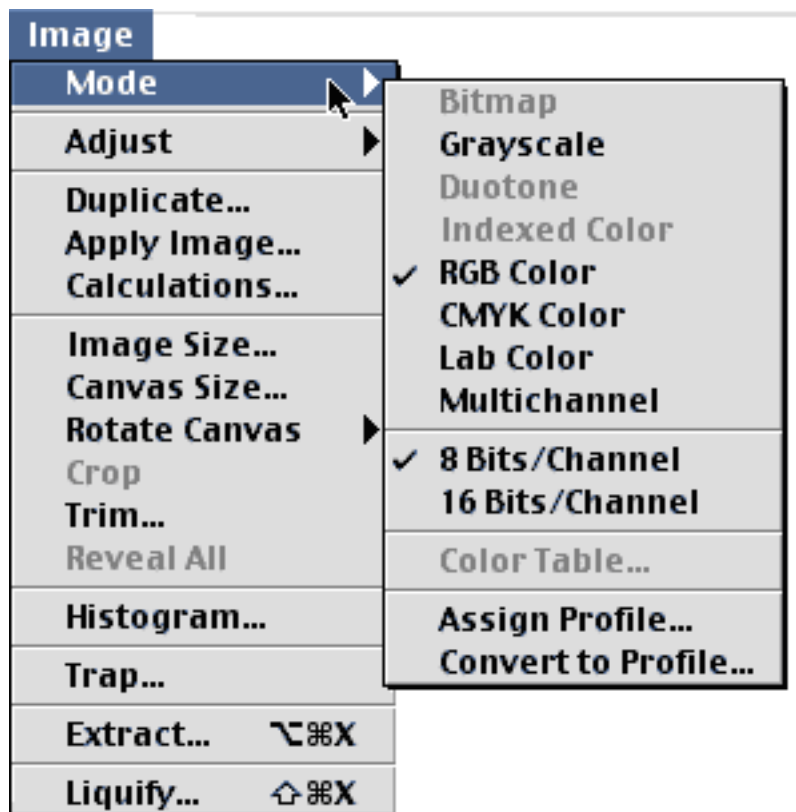 Image
Mode
Adjust
Duplicate...
Apply Image...
Calculations...
Image Size...
Canvas Size...
Rotate Canvas
Crop
Trim...
Reveal All
Histogram...
Trap...
Extract... ⌥⌘X
Liquify... ⇧⌘X
Bitmap
Grayscale
Duotone
Indexed Color
✓ RGB Color
CMYK Color
Lab Color
Multichannel
✓ 8 Bits/Channel
16 Bits/Channel
Color Table...
Assign Profile...
Convert to Profile...